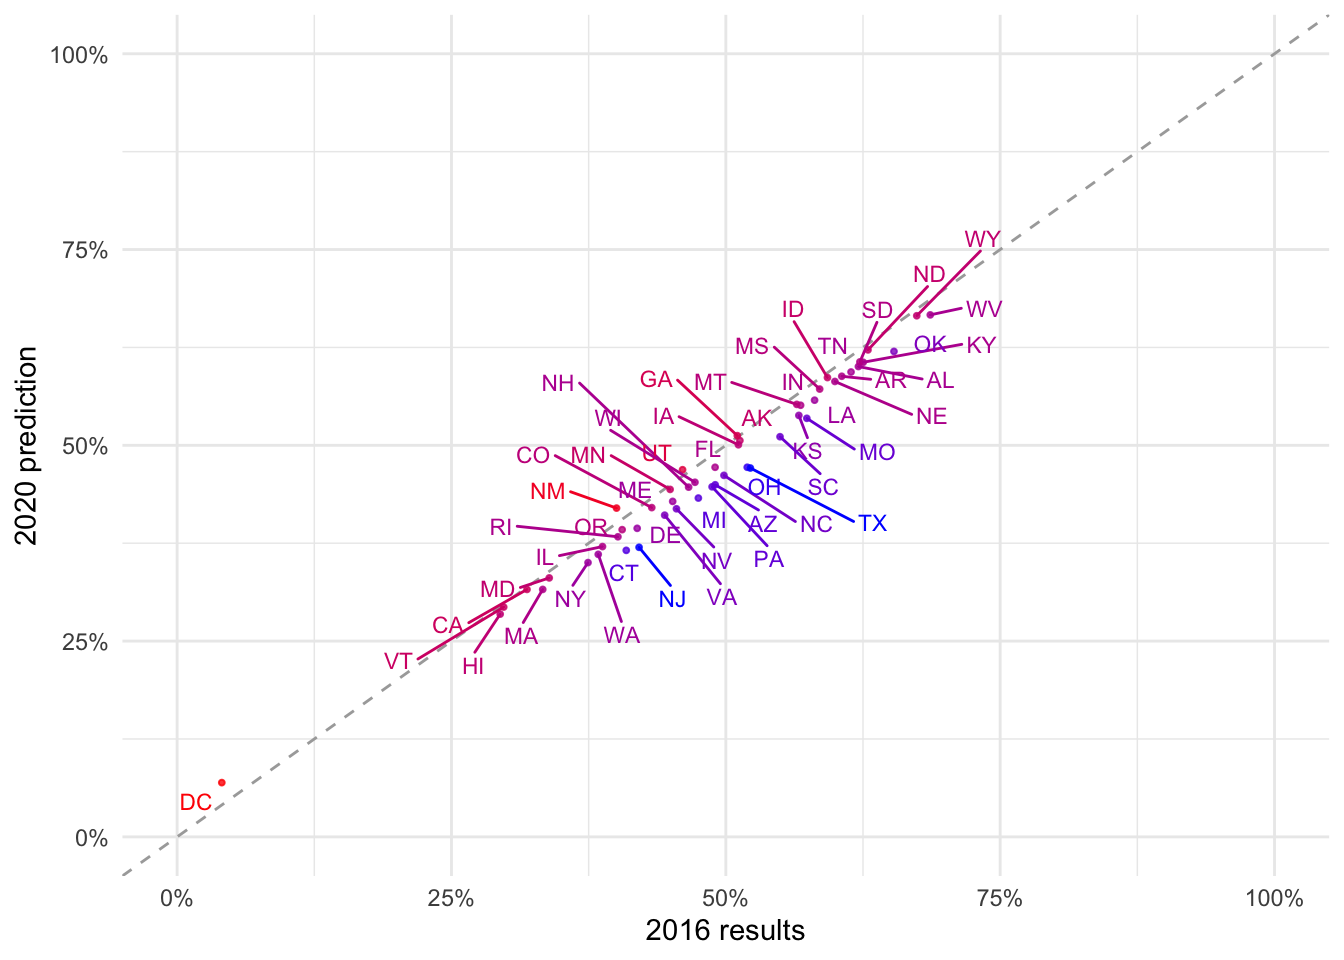 100%
WY
75%
ND
ID
SD
WV
MS
TN
OK
KY
NH
GA
MT
IN
AR
AL
WI
IA
AK
LA
NE
50%
CO
MN
UT
FL
KS
MO
NM
ME
OH
SC
RI
OR
DE
MI
AZ
NC
TX
IL
CT
NV
PA
MD
NY
NJ
VA
CA
MA
WA
25%
VT
HI
DC
0%
0%
25%
50%
75%
100%
2016 results
2020 prediction